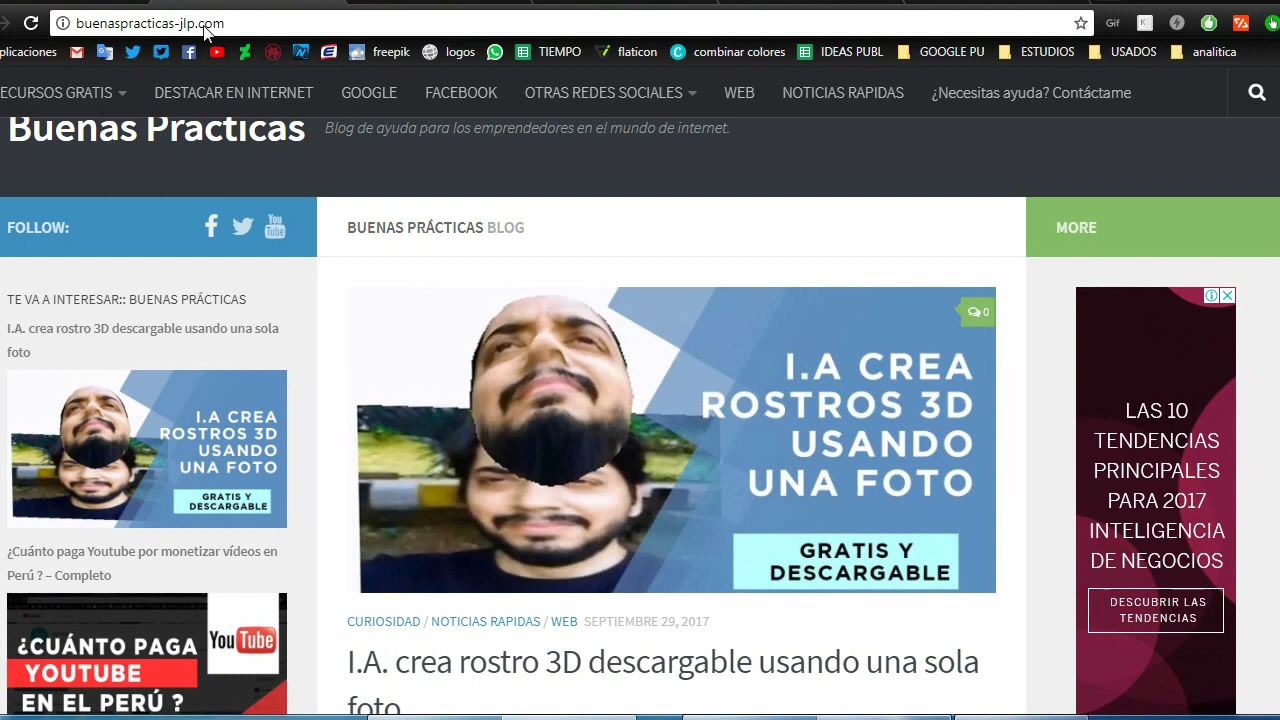 buenaspracticas-jlp.com
Gif
plicaciones
freepik
logos
TIEMPO
flaticon
combinar colores
IDEAS PUBL
GOOGLE PU
ESTUDIOS
USADOS
analítica
ECURSOS GRATIS
DESTACAR EN INTERNET
GOOGLE
FACEBOOK
OTRAS REDES SOCIALES
WEB
NOTICIAS RAPIDAS
¿Necesitas ayuda? Contáctame
Buenas Practicas
Blog de ayuda para los emprendedores en el mundo de internet.
FOLLOW:
You
Tube
BUENAS PRÁCTICAS BLOG
MORE
TE VA A INTERESAR:: BUENAS PRÁCTICAS
I.A. crea rostro 3D descargable usando una sola
foto
I.A CREA
ROSTROS 3D
USANDO
UNA FOTO
GRATIS Y
DESCARGABLE
¿Cuánto paga Youtube por monetizar vídeos en
Perú ? – Completo
¿CUÁNTO PAGA
YOUTUBE
EN EL PERÚ ?
YouTube
0
I.A CREA
ROSTROS 3D
USANDO
UNA FOTO
GRATIS Y
DESCARGABLE
CURIOSIDAD / NOTICIAS RAPIDAS / WEB SEPTIEMBRE 29, 2017
I.A. crea rostro 3D descargable usando una sola
foto
LAS 10
TENDENCIAS
PRINCIPALES
PARA 2017
INTELIGENCIA
DE NEGOCIOS
DESCUBRIR LAS
TENDENCIAS